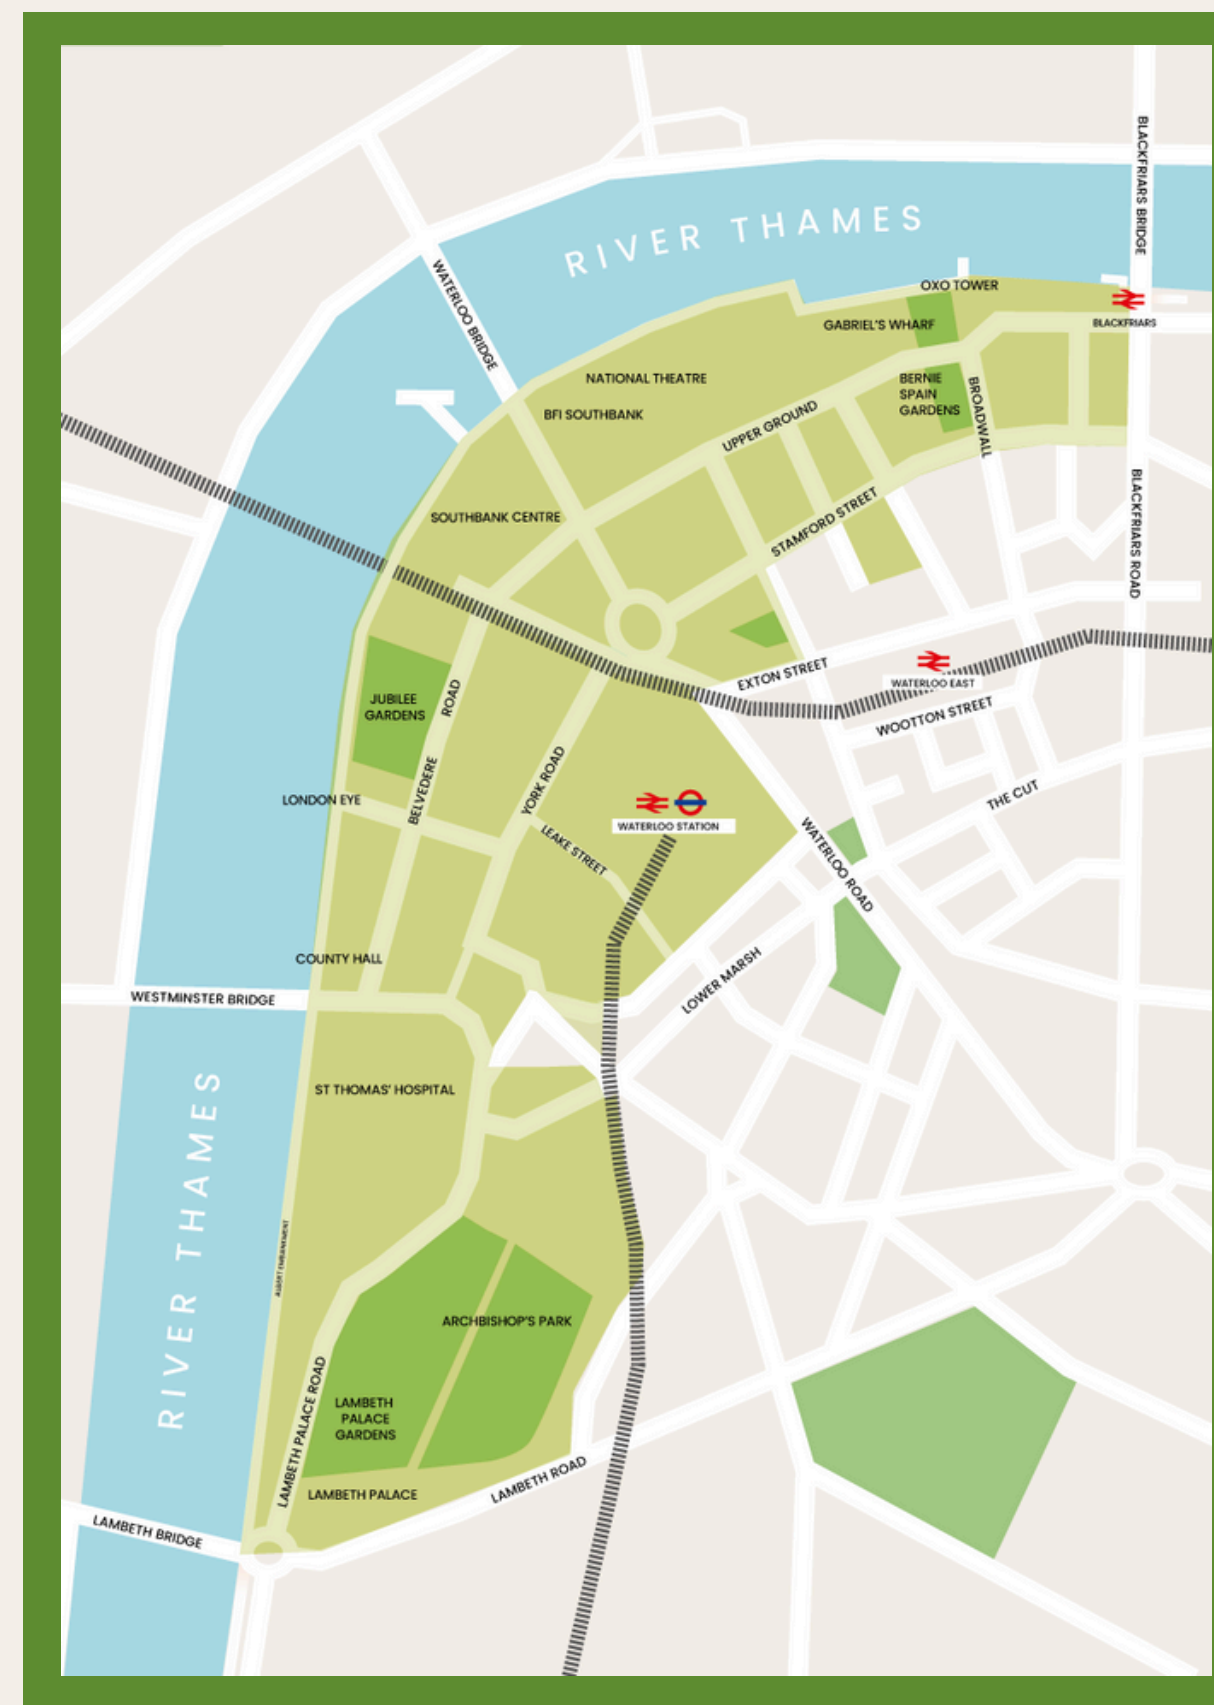 BLACKFRIARS BRIDGE
RIVER THAMES
WATERLOO BRIDGE
OXO TOWER
BLACKFRIARS
GABRIEL'S WHARF
NATIONAL THEATRE
BERNIE
SPAIN
GARDENS
BROADWALL
BFI SOUTHBANK
UPPER GROUND
BLACKFRIARS ROAD
SOUTHBANK CENTRE
STAMFORD STREET
EXTON STREET
WATERLOO EAST
JUBILEE
GARDENS
BELVEDERE ROAD
WOOTTON STREET
YORK ROAD
LONDON EYE
THE CUT
WATERLOO STATION
LEAKE STREET
WATERLOO ROAD
COUNTY HALL
LOWER MARSH
WESTMINSTER BRIDGE
ST THOMAS' HOSPITAL
RIVER THAMES
ALBERT EMBANKMENT
ARCHBISHOP'S PARK
LAMBETH PALACE ROAD
LAMBETH
PALACE
GARDENS
LAMBETH ROAD
LAMBETH PALACE
LAMBETH BRIDGE